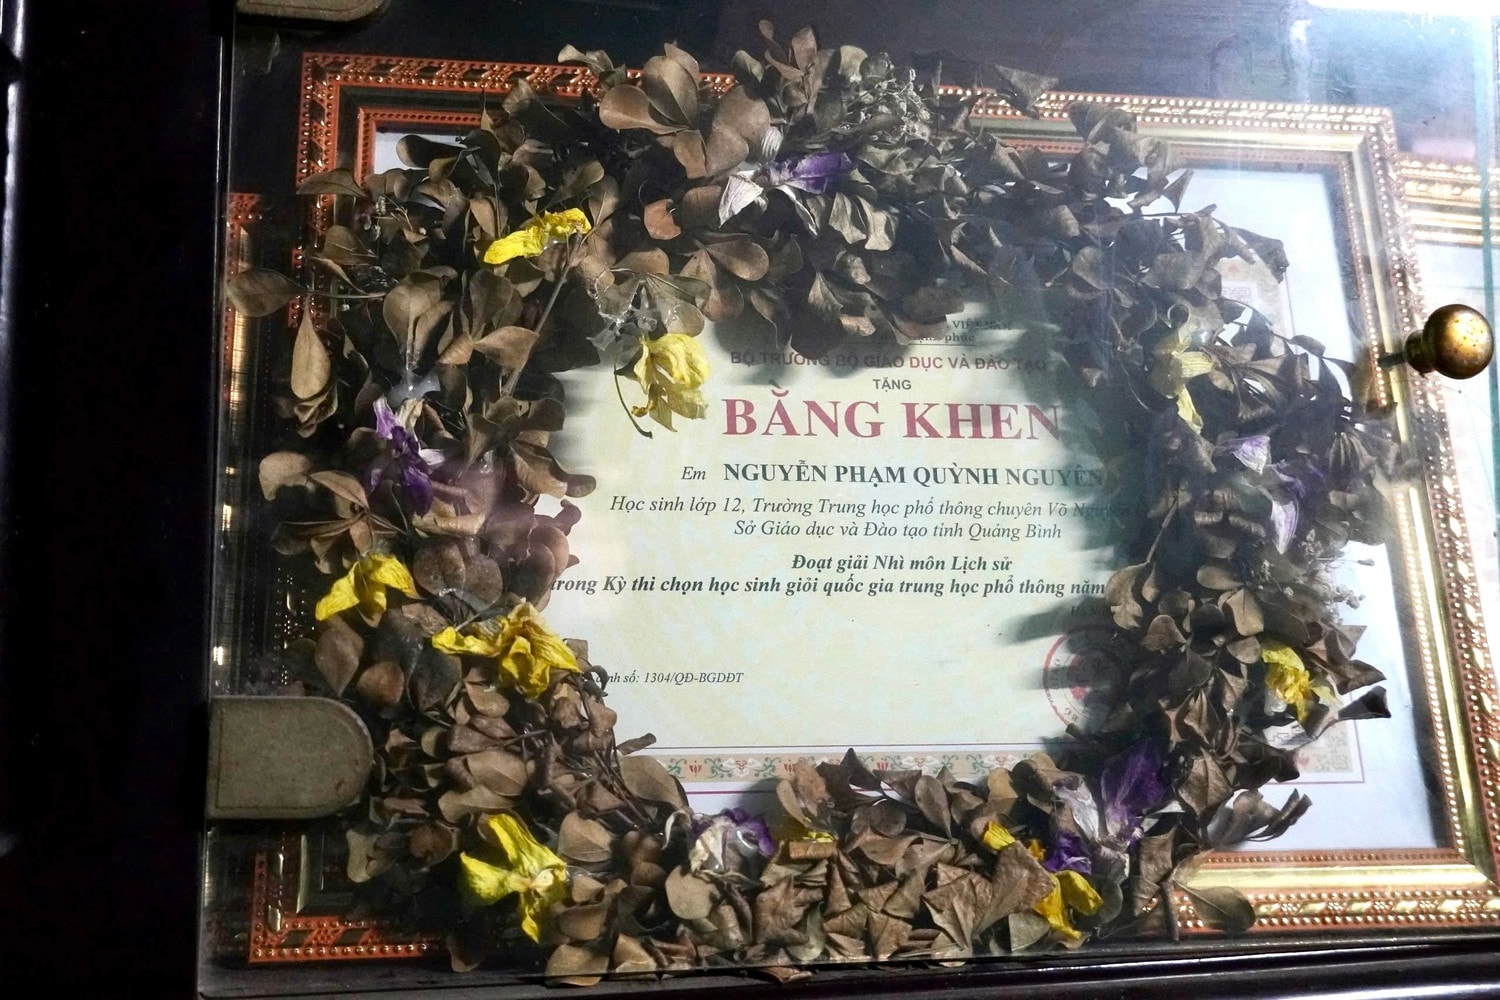 VIỆT NAM
phúc
BỘ TRƯỞNG BỘ GIÁO DỤC VÀ ĐÀO TẠO
TẶNG
BẰNG KHEN
Em NGUYỄN PHẠM QUỲNH NGUYÊN
Học sinh lớp 12, Trường Trung học phổ thông chuyên Võ Nguyên
Sở Giáo dục và Đào tạo tỉnh Quảng Bình
Đoạt giải Nhì môn Lịch sử
trong Kỳ thi chọn học sinh giỏi quốc gia trung học phổ thông năm
số: 1304/QĐ-BGDĐT